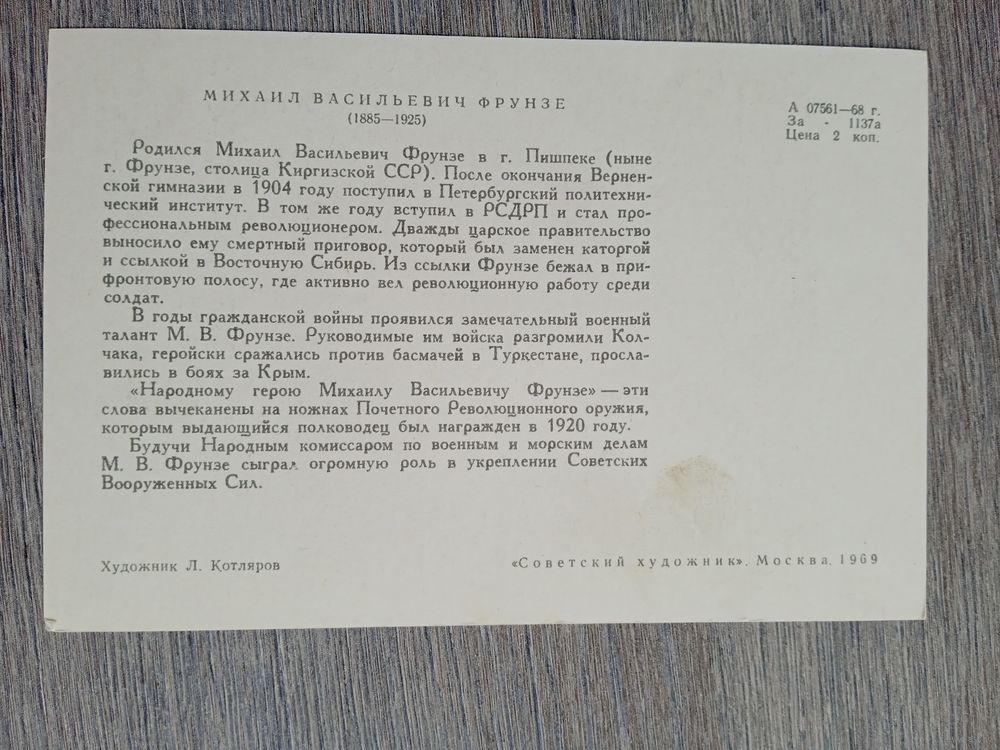 МИХАИЛ ВАСИЛЬЕВИЧ ФРУНЗЕ
(1885—1925)
А 07561—68 г.
За - 1137а
Цена 2 коп.
Родился Михаил Васильевич Фрунзе в г. Пишпеке (ныне
г. Фрунзе, столица Киргизской ССР). После окончания Вернен-
ской гимназии в 1904 году поступил в Петербургский политехни-
ческий институт. В том же году вступил в РСДРП и стал про-
фессиональным революционером. Дважды царское правительство
выносило ему смертный приговор, который был заменен каторгой
и ссылкой в Восточную Сибирь. Из ссылки Фрунзе бежал в при-
фронтовую полосу, где активно вел революционную работу среди
солдат.
В годы гражданской войны проявился замечательный военный
талант М. В. Фрунзе. Руководимые им войска разгромили Кол-
чака, геройски сражались против басмачей в Туркестане, просла-
вились в боях за Крым.
«Народному герою Михаилу Васильевичу Фрунзе» — эти
слова вычеканены на ножнах Почетного Революционного оружия,
которым выдающийся полководец был награжден в 1920 году.
Будучи Народным комиссаром по военным и морским делам
М. В. Фрунзе сыграл огромную роль в укреплении Советских
Вооруженных Сил.
Художник Л. Котляров
«Советский художник». Москва. 1969